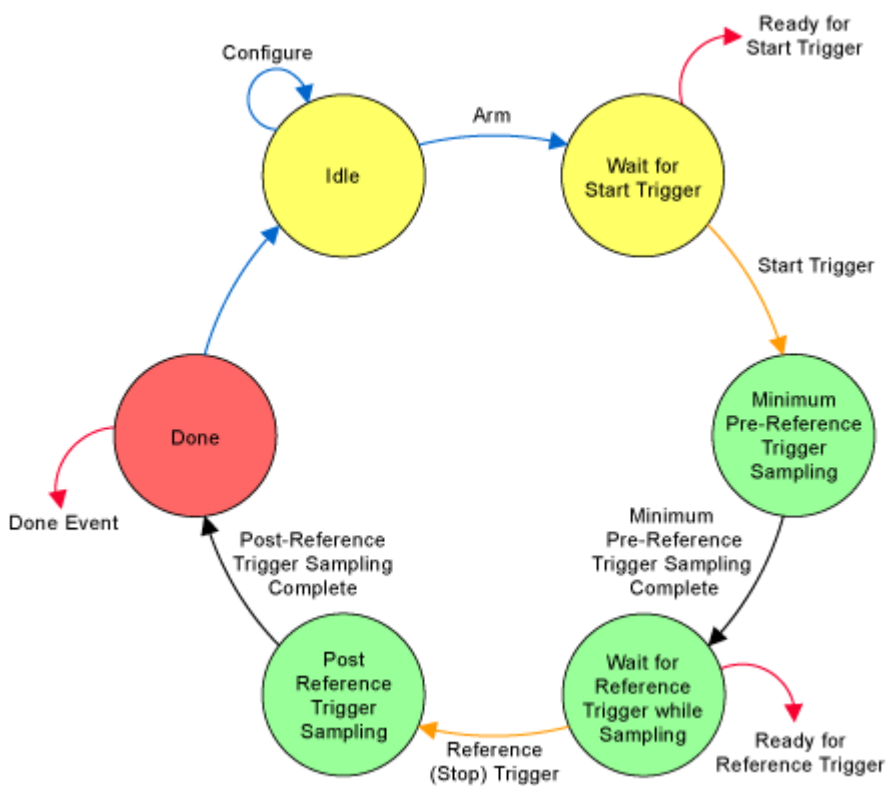 Ready for
Start Trigger
Configure
Arm
Idle
Wait for
Start Trigger
Start Trigger
Minimum
Pre-Reference
Trigger
Sampling
Done
Done Event
Minimum
Pre-Reference
Trigger Sampling
Complete
Post-Reference
Trigger Sampling
Complete
Wait for
Reference
Trigger while
Sampling
Post
Reference
Trigger
Sampling
Ready for
Reference Trigger
Reference
(Stop) Trigger